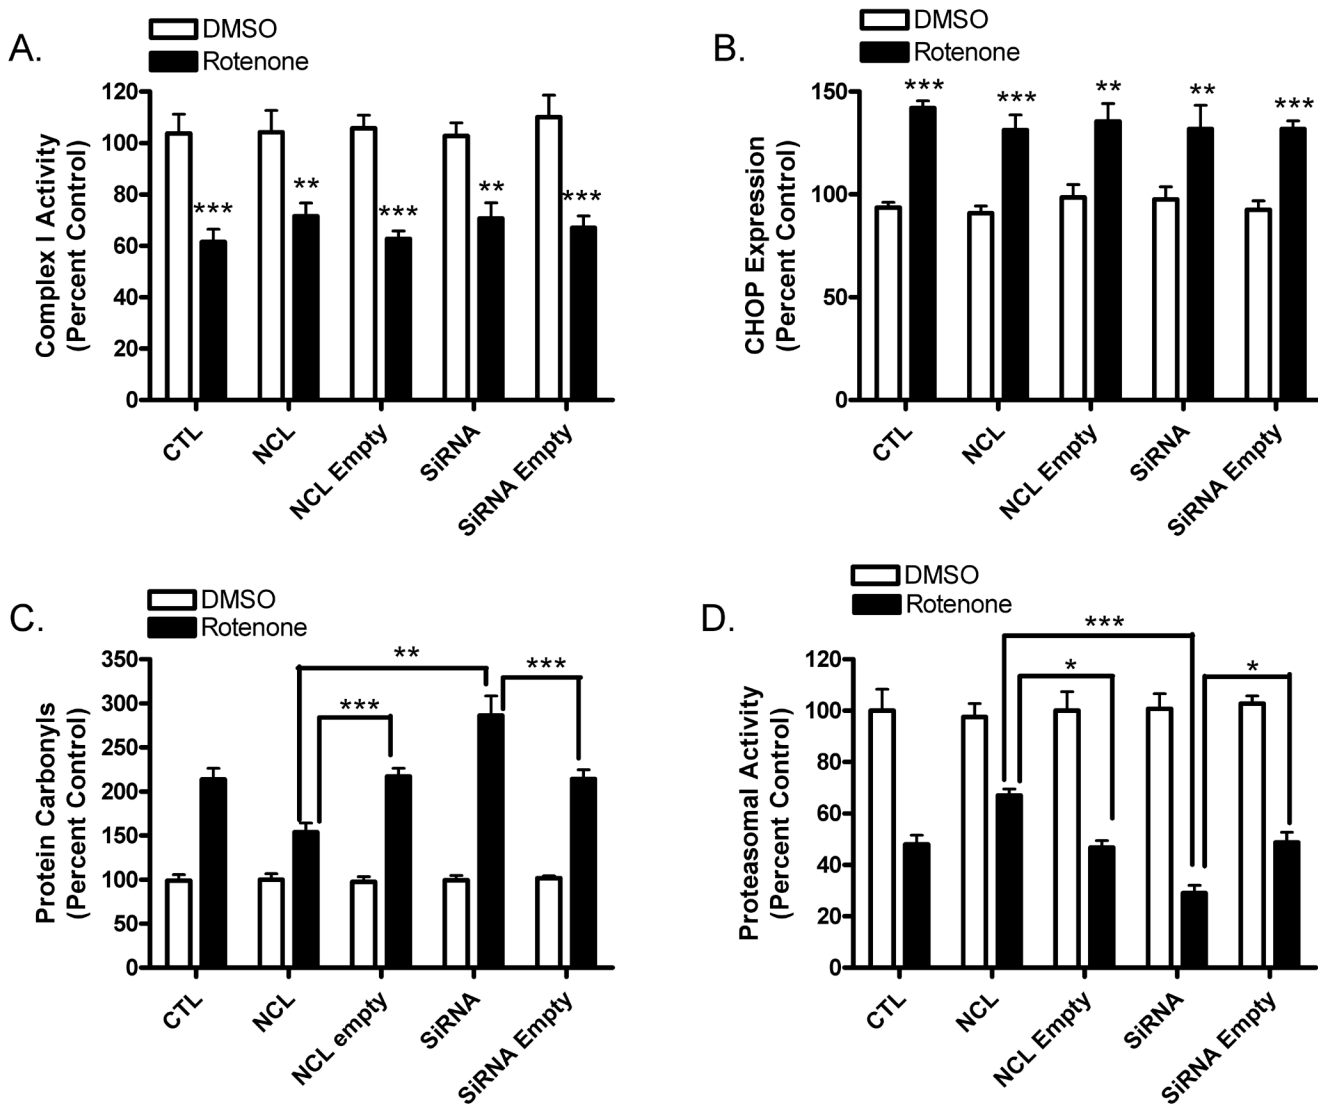 A.
DMSO
Rotenone
Complex I Activity
(Percent Control)
120
100
80
60
40
20
0
***
**
***
**
***
CTL
NCL
NCL Empty
SiRNA
SiRNA Empty
B.
DMSO
Rotenone
CHOP Expression
(Percent Control)
150
100
50
0
***
***
**
**
***
CTL
NCL
NCL Empty
SiRNA
SiRNA Empty
C.
DMSO
Rotenone
Protein Carbonyls
(Percent Control)
350
300
250
200
150
100
50
0
**
***
***
CTL
NCL
NCL empty
SiRNA
SiRNA Empty
D.
DMSO
Rotenone
Proteasomal Activity
(Percent Control)
120
100
80
60
40
20
0
***
*
*
CTL
NCL
NCL Empty
SiRNA
SiRNA Empty